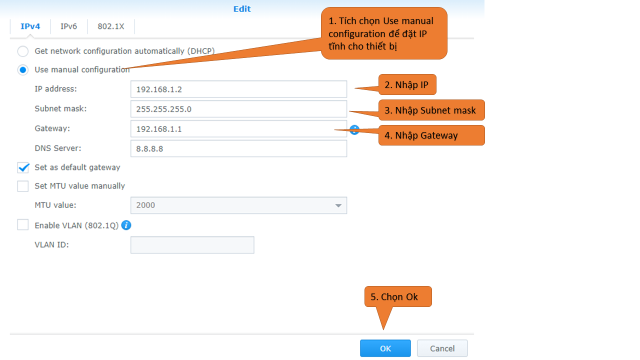 Edit
IPv4 IPv6 802.1X
1. Tích chọn Use manual
configuration để đặt IP
tĩnh cho thiết bị
Get network configuration automatically (DHCP)
Use manual configuration
IP address: 192.168.1.2
2. Nhập IP
Subnet mask: 255.255.255.0
3. Nhập Subnet mask
Gateway: 192.168.1.1
4. Nhập Gateway
DNS Server: 8.8.8.8
Set as default gateway
Set MTU value manually
MTU value: 2000
Enable VLAN (802.1Q)
VLAN ID:
5. Chọn Ok
OK Cancel